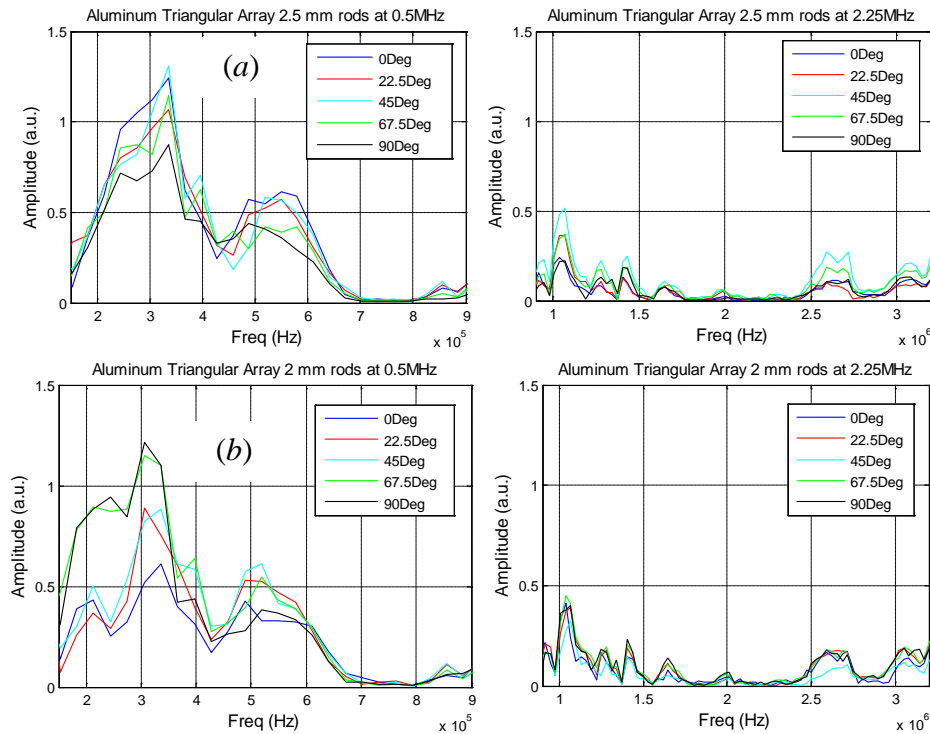 Aluminum Triangular Array 2.5 mm rods at 0.5MHz
1.5
1
0.5
0
Amplitude (a.u.)
(a)
0Deg
22.5Deg
45Deg
67.5Deg
90Deg
2 3 4 5 6 7 8 9
Freq (Hz)
x 10^5
Aluminum Triangular Array 2.5 mm rods at 2.25MHz
1.5
1
0.5
0
Amplitude (a.u.)
0Deg
22.5Deg
45Deg
67.5Deg
90Deg
1 1.5 2 2.5 3
Freq (Hz)
x 10^6
Aluminum Triangular Array 2 mm rods at 0.5MHz
1.5
1
0.5
0
Amplitude (a.u.)
(b)
0Deg
22.5Deg
45Deg
67.5Deg
90Deg
2 3 4 5 6 7 8 9
Freq (Hz)
x 10^5
Aluminum Triangular Array 2 mm rods at 2.25MHz
1.5
1
0.5
0
Amplitude (a.u.)
0Deg
22.5Deg
45Deg
67.5Deg
90Deg
1 1.5 2 2.5 3
Freq (Hz)
x 10^6